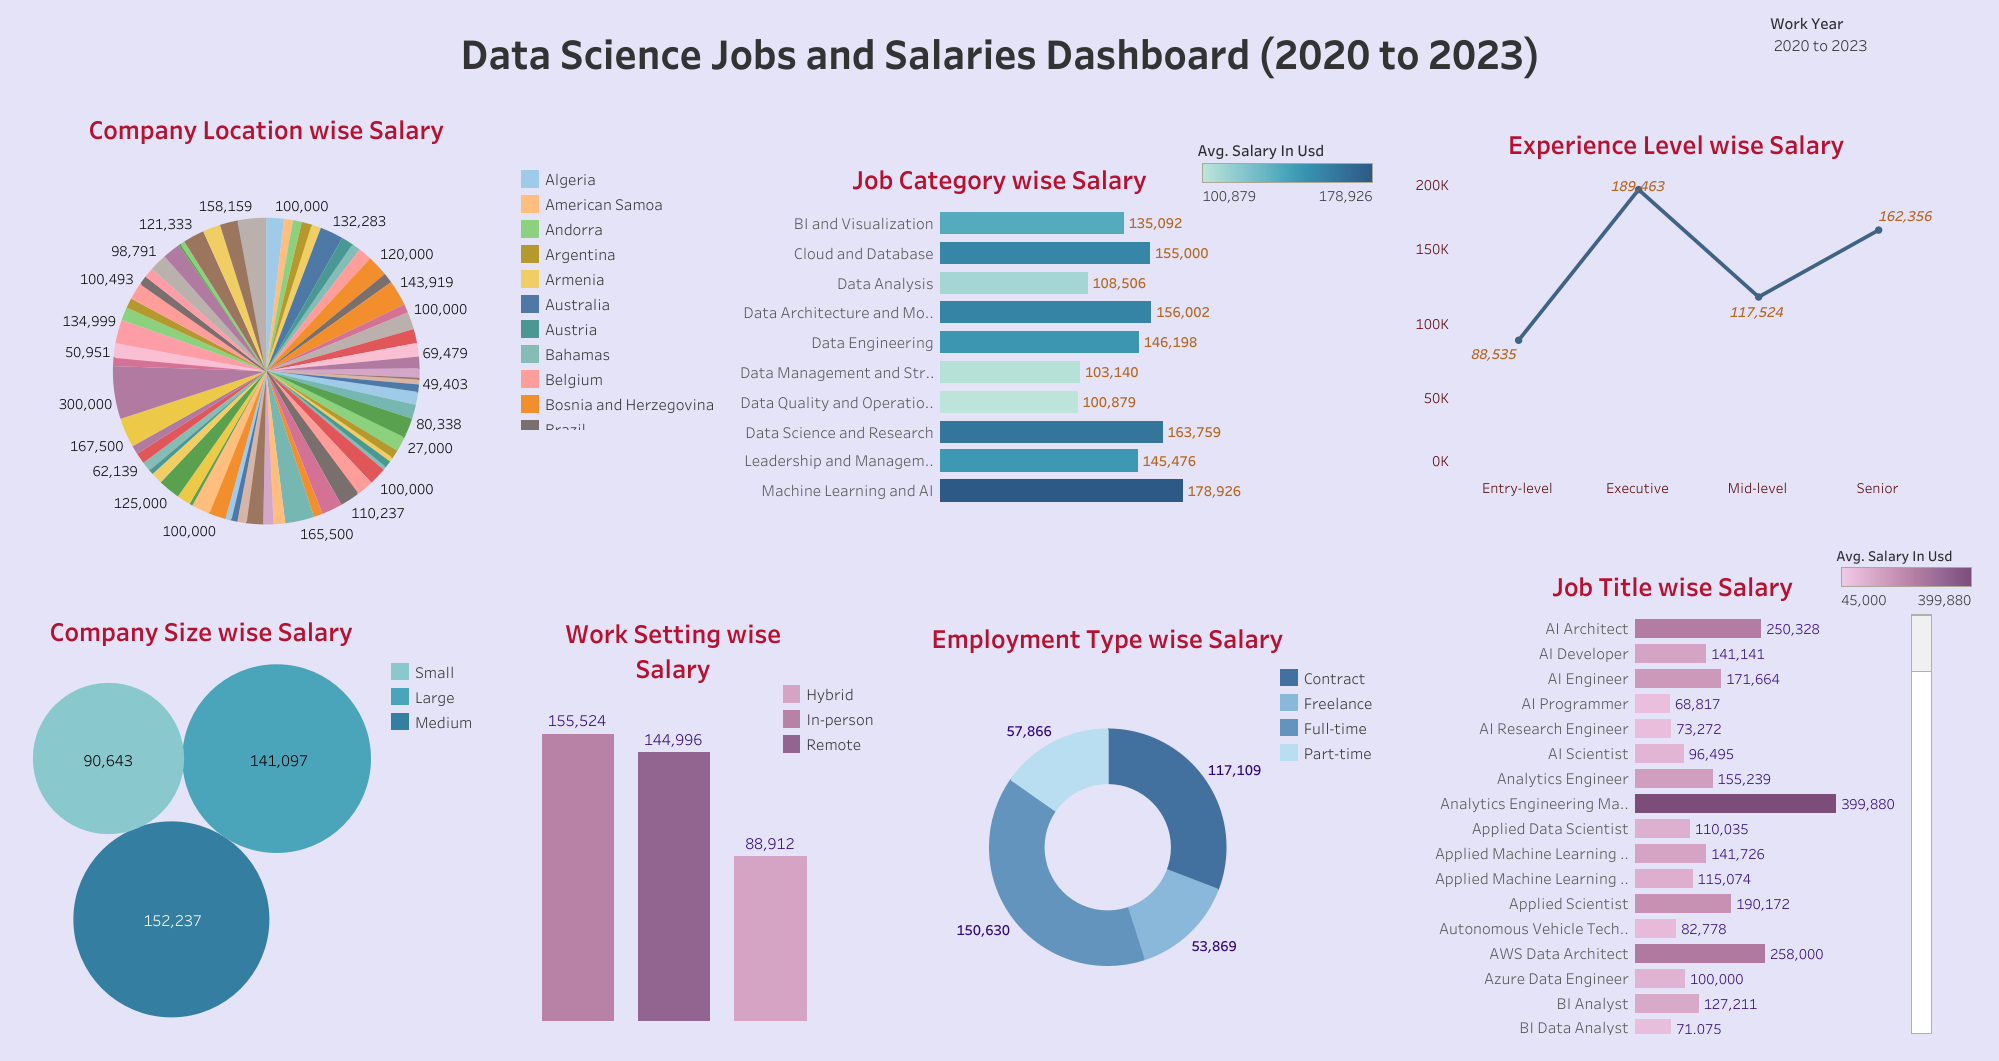 Data Science Jobs and Salaries Dashboard (2020 to 2023)
Work Year
2020 to 2023
Company Location wise Salary
158,159
100,000
121,333
132,283
98,791
120,000
100,493
143,919
100,000
134,999
50,951
69,479
49,403
300,000
80,338
167,500
27,000
62,139
125,000
100,000
100,000
110,237
165,500
Algeria
American Samoa
Andorra
Argentina
Armenia
Australia
Austria
Bahamas
Belgium
Bosnia and Herzegovina
Brazil
Job Category wise Salary
Avg. Salary In Usd
100,879 178,926
BI and Visualization 135,092
Cloud and Database 155,000
Data Analysis 108,506
Data Architecture and Mo.. 156,002
Data Engineering 146,198
Data Management and Str.. 103,140
Data Quality and Operatio.. 100,879
Data Science and Research 163,759
Leadership and Managem.. 145,476
Machine Learning and AI 178,926
Experience Level wise Salary
200K
150K
100K
50K
0K
88,535
189,463
117,524
162,356
Entry-level Executive Mid-level Senior
Company Size wise Salary
Small
Large
Medium
90,643
141,097
152,237
Work Setting wise
Salary
Hybrid
In-person
Remote
155,524
144,996
88,912
Employment Type wise Salary
Contract
Freelance
Full-time
Part-time
57,866
117,109
150,630
53,869
Job Title wise Salary
Avg. Salary In Usd
45,000 399,880
AI Architect 250,328
AI Developer 141,141
AI Engineer 171,664
AI Programmer 68,817
AI Research Engineer 73,272
AI Scientist 96,495
Analytics Engineer 155,239
Analytics Engineering Ma.. 399,880
Applied Data Scientist 110,035
Applied Machine Learning .. 141,726
Applied Machine Learning .. 115,074
Applied Scientist 190,172
Autonomous Vehicle Tech.. 82,778
AWS Data Architect 258,000
Azure Data Engineer 100,000
BI Analyst 127,211
BI Data Analyst 71,075